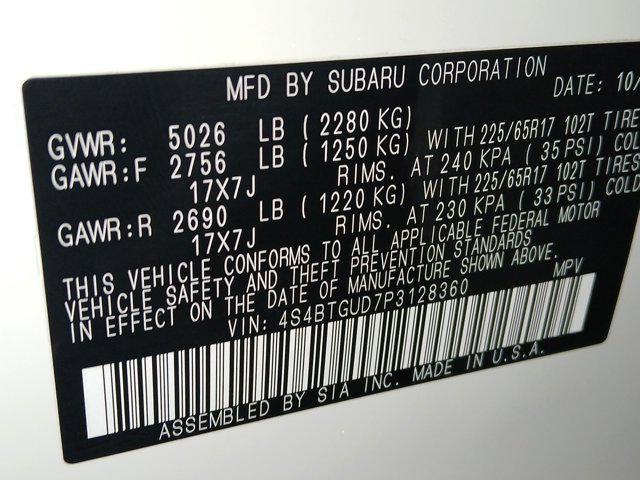 MFD BY SUBARU CORPORATION DATE: 10/
GVWR: 5026 LB (2280 KG)
GAWR:F 2756 LB (1250 KG) WITH 225/65R17 102T TIRES
17X7J RIMS. AT 240 KPA (35 PSI) COLD
GAWR:R 2690 LB (1220 KG) WITH 225/65R17 102T TIRES
17X7J RIMS. AT 230 KPA (33 PSI) COLD
THIS VEHICLE CONFORMS TO ALL APPLICABLE FEDERAL MOTOR
VEHICLE SAFETY AND THEFT PREVENTION STANDARDS
IN EFFECT ON DATE OF MANUFACTURE SHOWN ABOVE.
VIN: 4S4BTGUD7P3128360 MPV
ASSEMBLED BY SIA INC. MADE IN U.S.A.